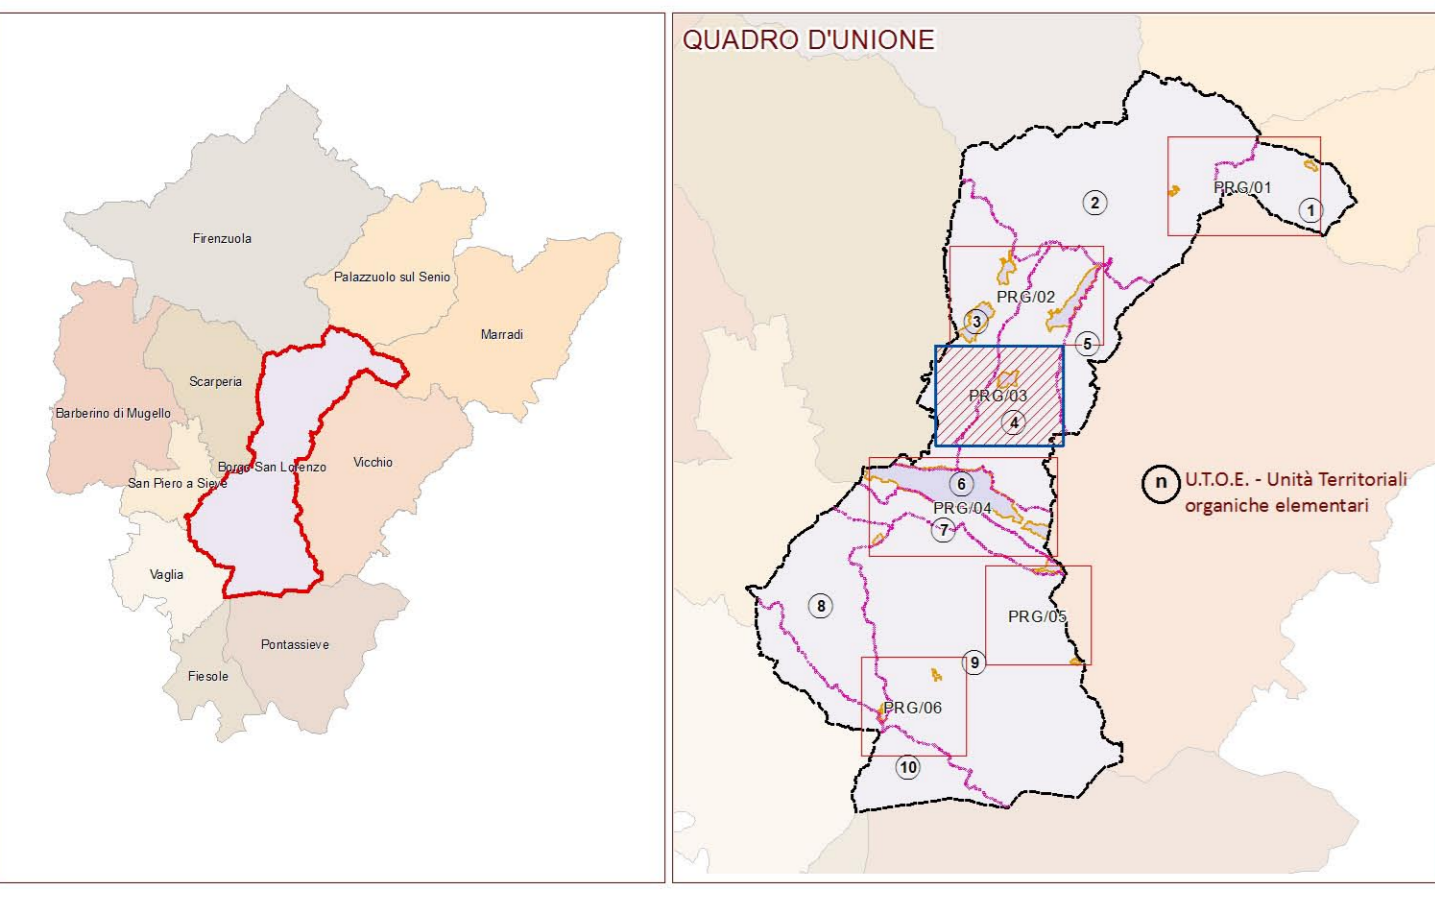 Firenzuola
Palazzuolo sul Senio
Marradi
Scarperia
Barberino di Mugello
Borgo San Lorenzo
Vicchio
San Piero a Sieve
Vaglia
Pontassieve
Fiesole
QUADRO D'UNIONE
PRG/01
2
1
PRG/02
3
5
PRG/03
4
6
n U.T.O.E. - Unità Territoriali
organiche elementari
PRG/04
7
8
PRG/05
9
PRG/06
10